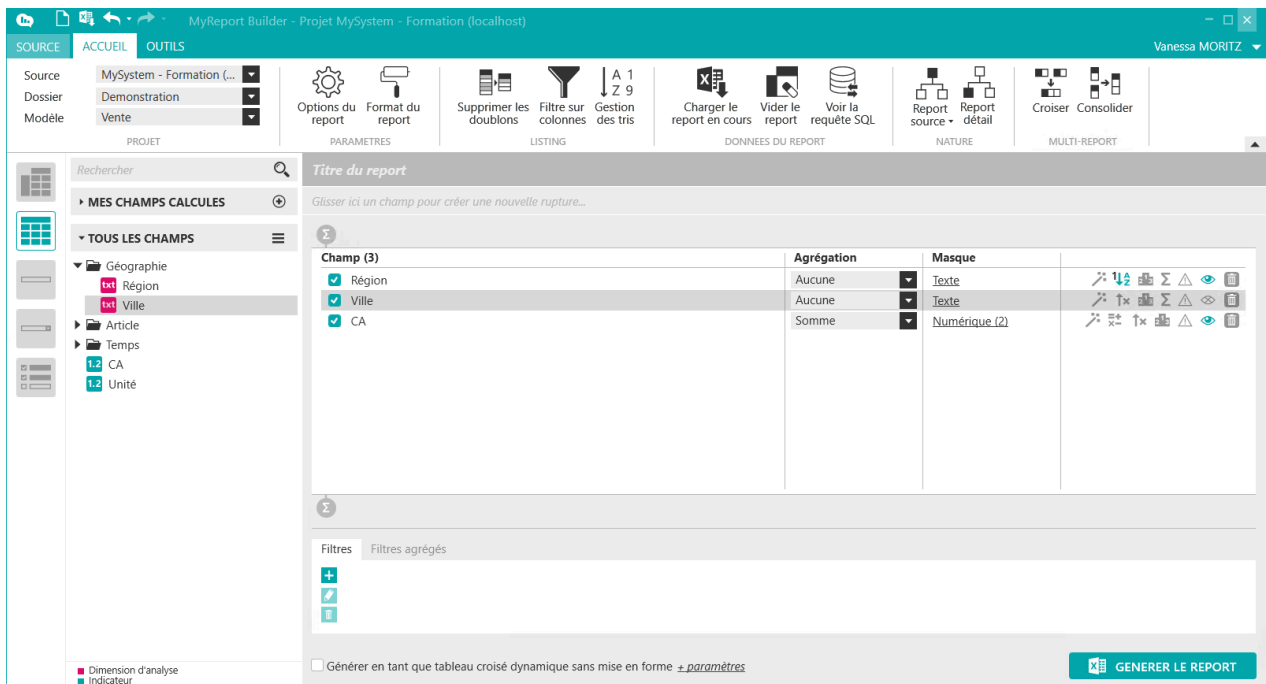 MyReport Builder - Projet MySystem - Formation (localhost)
SOURCE ACCUEIL OUTILS Vanessa MORITZ
Source MySystem - Formation (...
Dossier Demonstration
Modèle Vente
PROJET
Options du report
Format du report
PARAMETRES
Supprimer les doublons
Filtre sur colonnes
A 1
Z 9
Gestion des tris
LISTING
Charger le report en cours
Vider le report
Voir la requête SQL
DONNEES DU REPORT
Report source
Report détail
NATURE
Croiser
Consolider
MULTI-REPORT
Rechercher
MES CHAMPS CALCULES
TOUS LES CHAMPS
Géographie
txt Région
txt Ville
Article
Temps
1.2 CA
1.2 Unité
Dimension d'analyse
Indicateur
Titre du report
Glisser ici un champ pour créer une nouvelle rupture...
Σ
Champ (3) Agrégation Masque
Région Aucune Texte
Ville Aucune Texte
CA Somme Numérique (2)
Σ
Filtres Filtres agrégés
Générer en tant que tableau croisé dynamique sans mise en forme + paramètres
GENERER LE REPORT